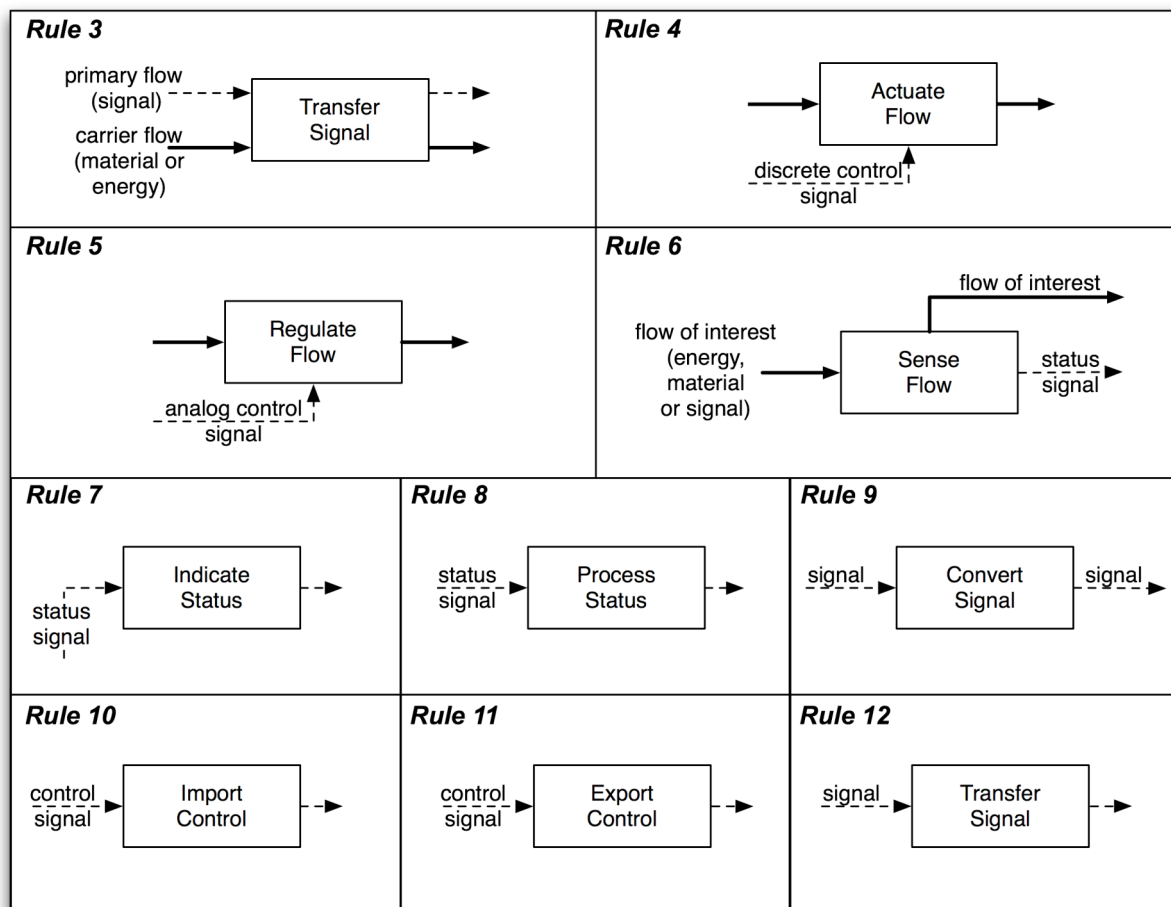 Rule 3
primary flow
(signal)
carrier flow
(material or
energy)
Transfer
Signal
Rule 4
Actuate
Flow
discrete control
signal
Rule 5
Regulate
Flow
analog control
signal
Rule 6
flow of interest
flow of interest
(energy,
material
or signal)
Sense
Flow
status
signal
Rule 7
Indicate
Status
status
signal
Rule 8
status
signal
Process
Status
Rule 9
signal
Convert
Signal
signal
Rule 10
control
signal
Import
Control
Rule 11
control
signal
Export
Control
Rule 12
signal
Transfer
Signal